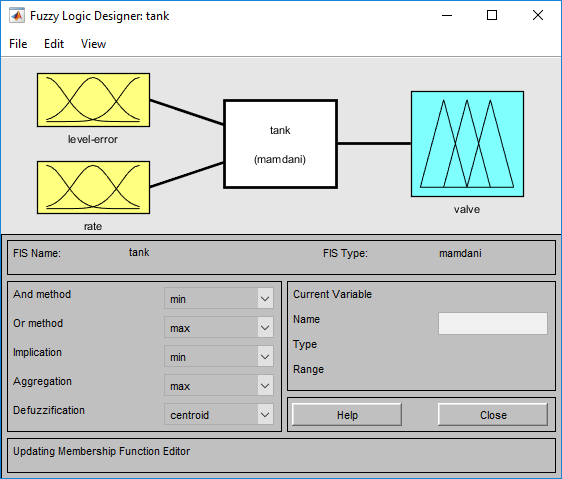 Fuzzy Logic Designer: tank
File Edit View
level-error
rate
tank
(mamdani)
valve
FIS Name: tank FIS Type: mamdani
And method min
Or method max
Implication min
Aggregation max
Defuzzification centroid
Current Variable
Name
Type
Range
Help Close
Updating Membership Function Editor